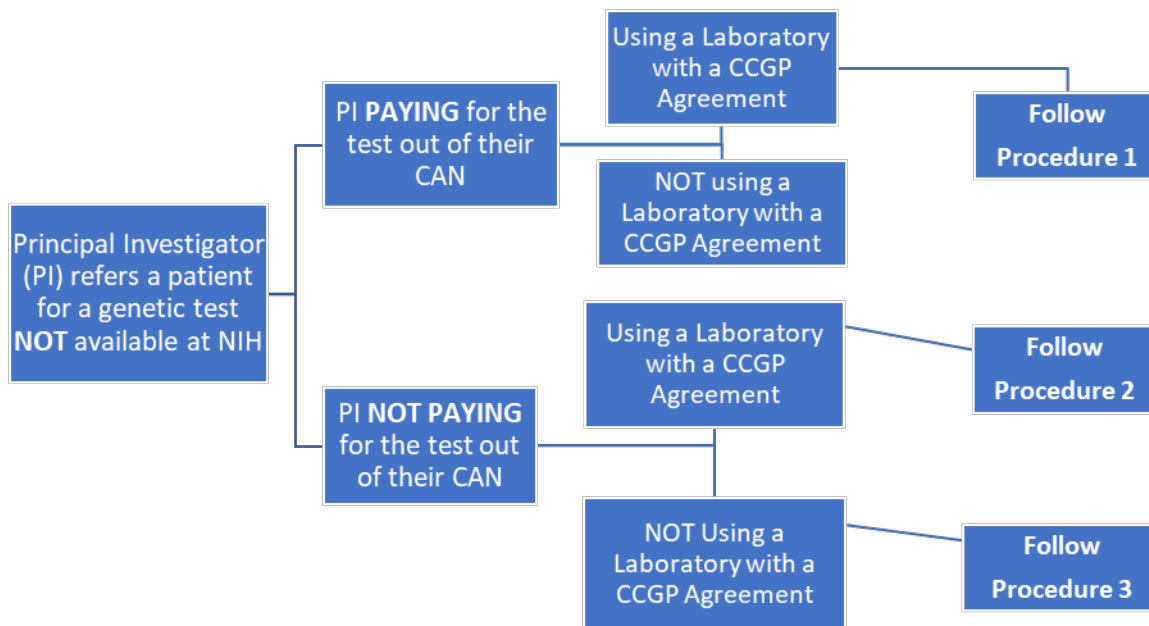 Principal Investigator
(PI) refers a patient
for a genetic test
NOT available at NIH
PI PAYING for the
test out of their
CAN
Using a Laboratory
with a CCGP
Agreement
Follow
Procedure 1
NOT using a
Laboratory with a
CCGP Agreement
PI NOT PAYING
for the test out
of their CAN
Using a Laboratory
with a CCGP
Agreement
Follow
Procedure 2
NOT Using a
Laboratory with a
CCGP Agreement
Follow
Procedure 3